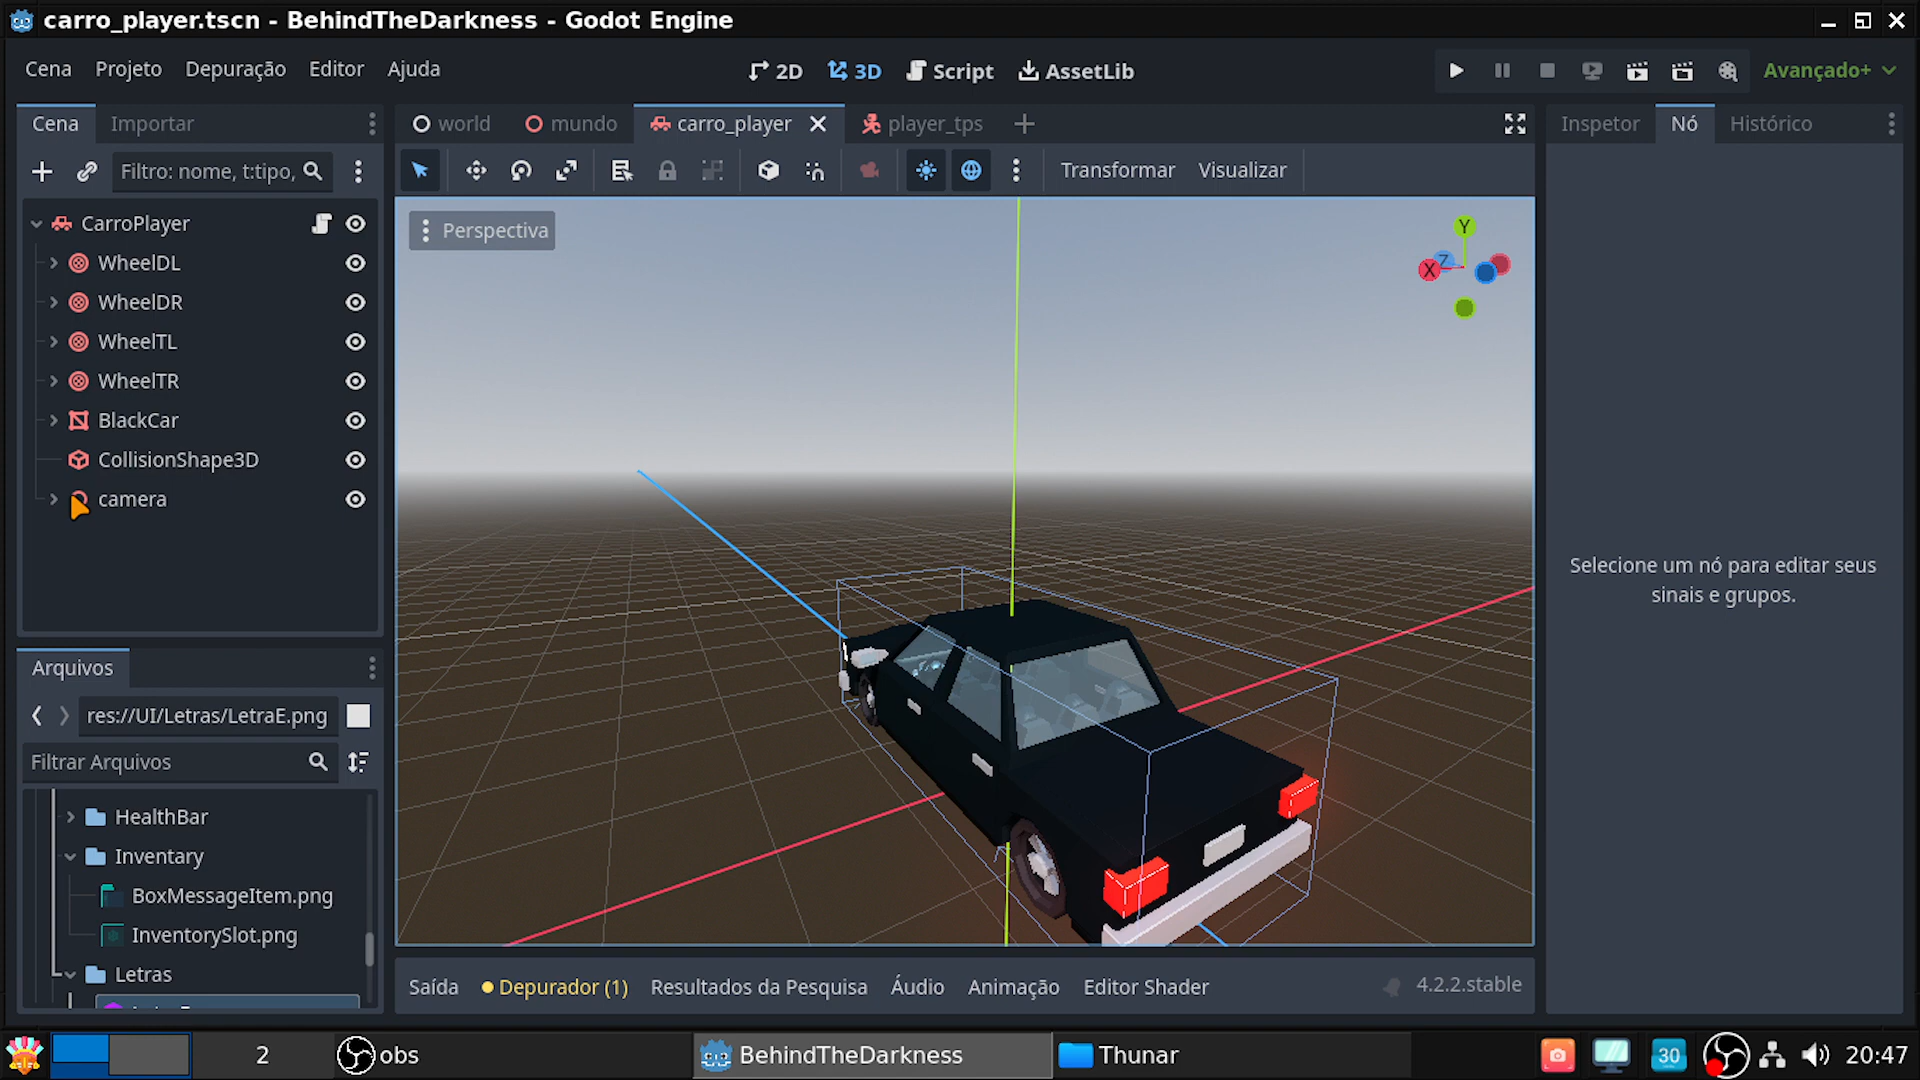 carro_player.tscn - BehindTheDarkness - Godot Engine
Cena Projeto Depuração Editor Ajuda
2D 3D Script AssetLib
Avançado+
Cena Importar
world mundo carro_player player_tps
Inspetor Nó Histórico
Filtro: nome, t:tipo,
Transformar Visualizar
CarroPlayer
WheelDL
WheelDR
WheelTL
WheelTR
BlackCar
CollisionShape3D
camera
Perspectiva
Y
X
Z
Selecione um nó para editar seus
sinais e grupos.
Arquivos
res://UI/Letras/LetraE.png
Filtrar Arquivos
HealthBar
Inventary
BoxMessageItem.png
InventorySlot.png
Letras
Saída Depurador (1) Resultados da Pesquisa Áudio Animação Editor Shader
4.2.2.stable
2
obs
BehindTheDarkness
Thunar
30
20:47